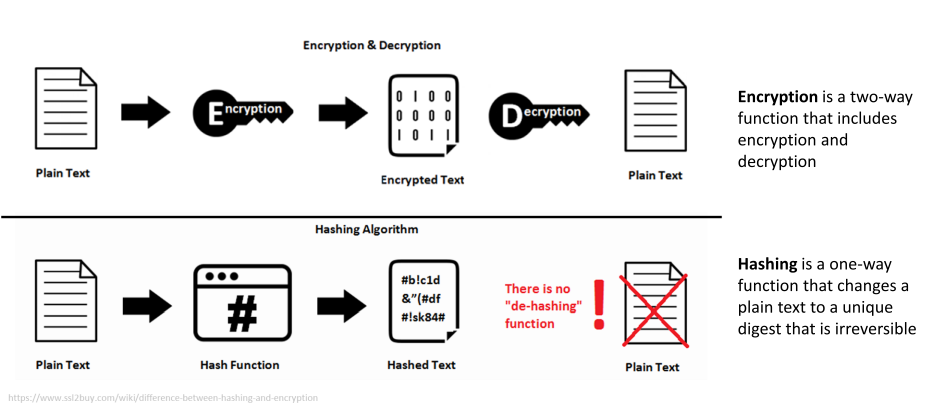 Encryption & Decryption
Encryption
0 1 0 0
0 0 0 0
1 0 1 1
Decryption
Plain Text
Encrypted Text
Plain Text
Encryption is a two-way
function that includes
encryption and
decryption
Hashing Algorithm
#
#b!c1d
&"(#df
#!sk84#
There is no
"de-hashing"
function
!
Plain Text
Hash Function
Hashed Text
Plain Text
Hashing is a one-way
function that changes a
plain text to a unique
digest that is irreversible
https://www.ssl2buy.com/wiki/difference-between-hashing-and-encryption